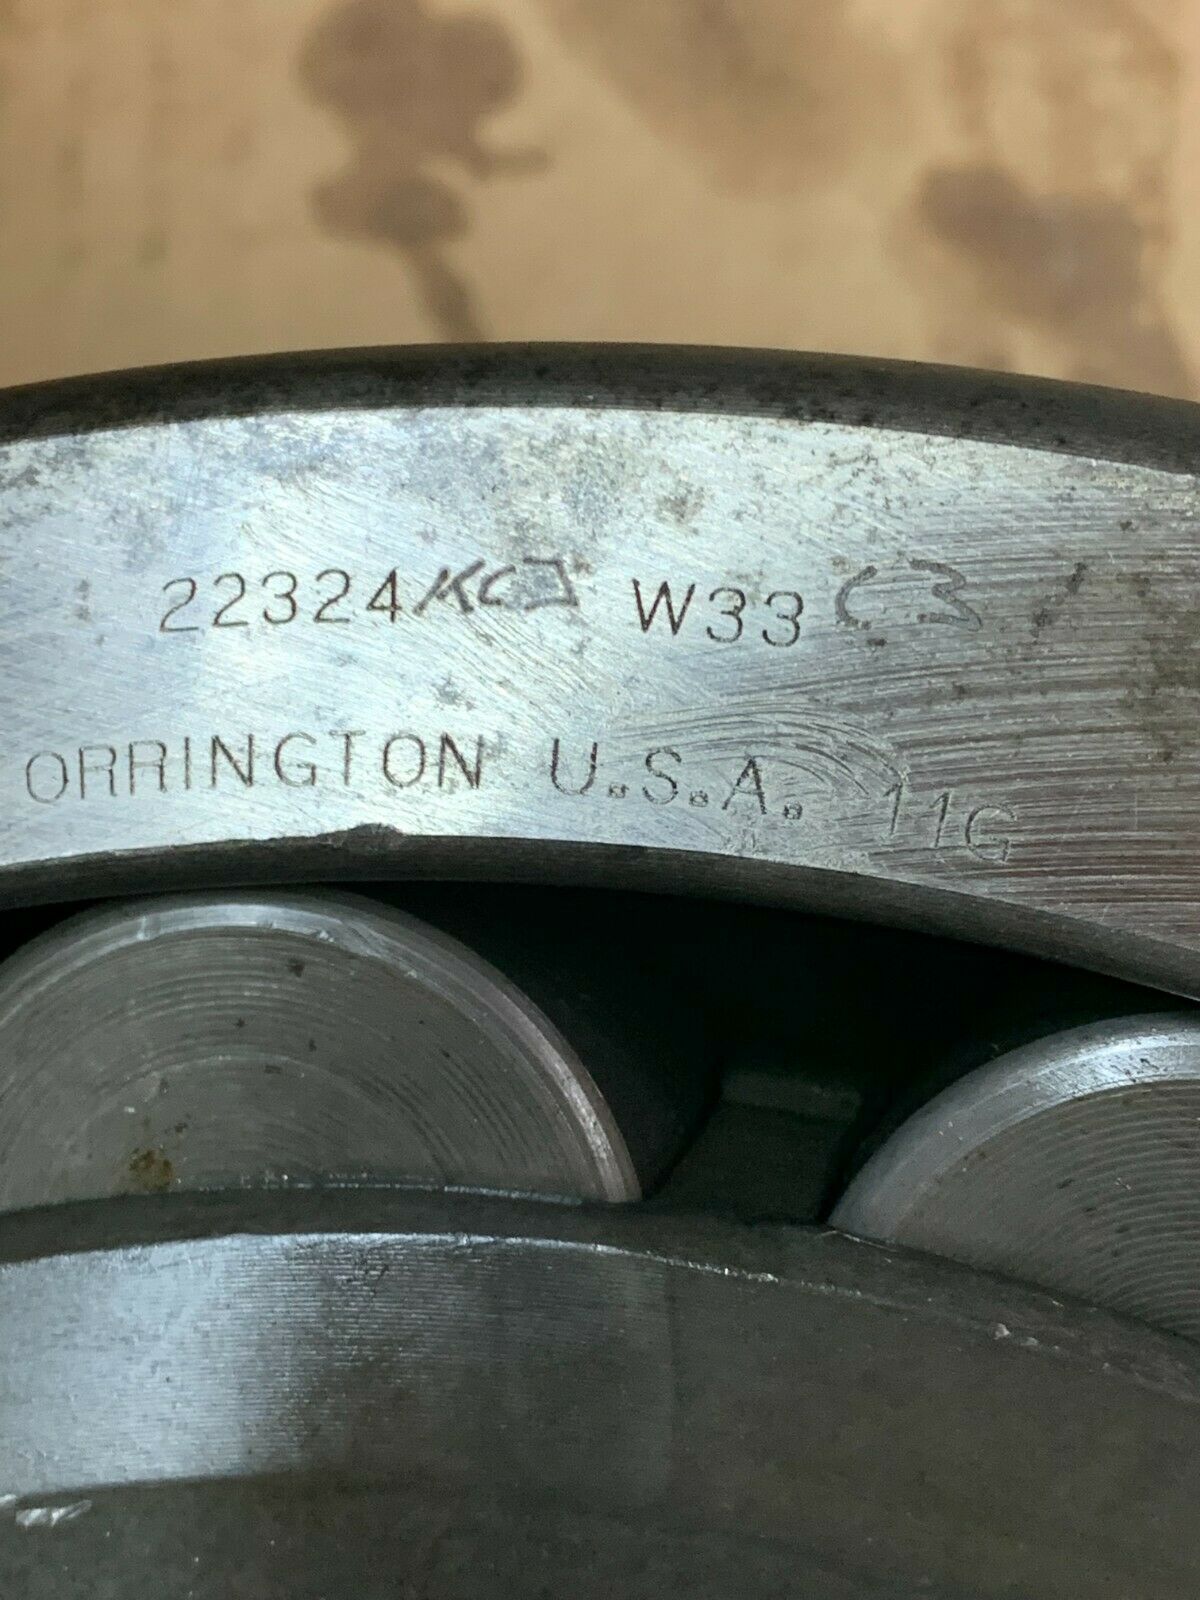 22324KCJ W33 C3
ORRINGTON U.S.A. 11G